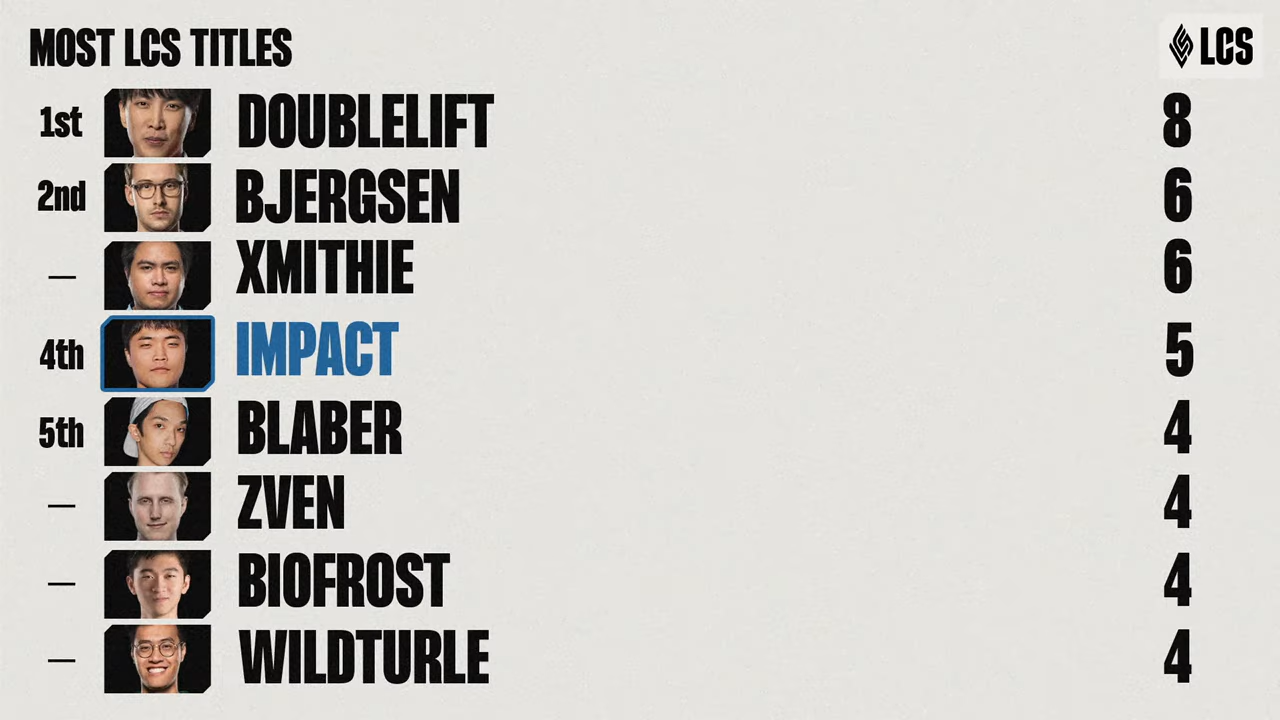 MOST LCS TITLES
LCS
1st DOUBLELIFT 8
2nd BJERGSEN 6
— XMITHIE 6
4th IMPACT 5
5th BLABER 4
— ZVEN 4
— BIOFROST 4
— WILDTURLE 4